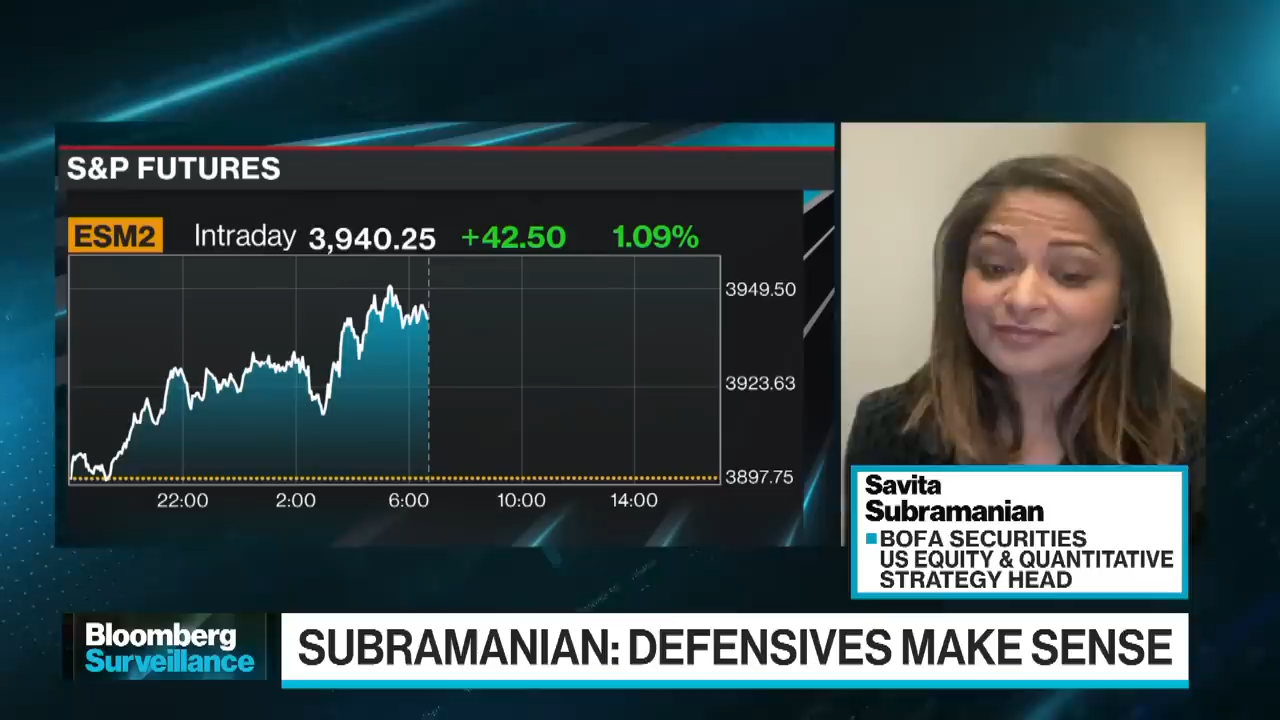 S&P FUTURES
ESM2 Intraday 3,940.25 +42.50 1.09%
3949.50
3923.63
3897.75
22:00 2:00 6:00 10:00 14:00
Savita
Subramanian
BOFA SECURITIES
US EQUITY & QUANTITATIVE
STRATEGY HEAD
Bloomberg
Surveillance
SUBRAMANIAN: DEFENSIVES MAKE SENSE